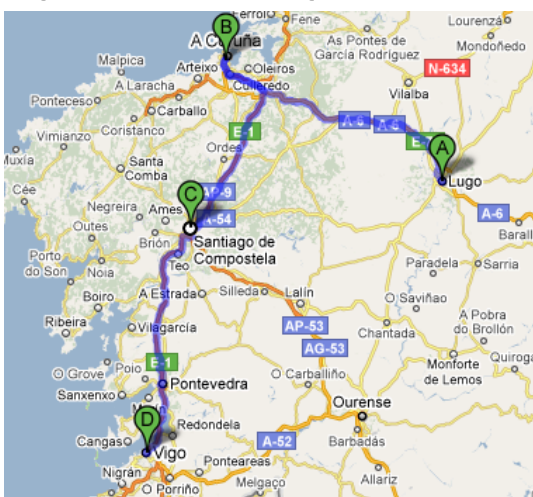 Ferrol
Fene
Lourenzá
B
A Coruña
As Pontes de
García Rodríguez
Mondoñedo
Malpica
Arteixo
Oleiros
Culleredo
N-634
A Laracha
Vilalba
Ponteceso
Carballo
Coristanco
A-6
A-6
Vimianzo
E-1
A
Muxía
Santa
Comba
Ordes
Lugo
Cée
AP-9
Negreira
Ames
C
A-54
A-6
Outes
Santiago de
Compostela
Brión
Porto
do Son
Noia
Teo
Paradela
Sarria
Boiro
A Estrada
Silleda
Lalín
O Saviñao
Ribeira
AP-53
A Pobra
do Brollón
Vilagarcía
Chantada
AG-53
E-1
Monforte
de Lemos
Quiroga
O Grove
Poio
O Carballiño
Sanxenxo
Pontevedra
Ourense
D
Redondela
Cangas
Vigo
A-52
Barbadás
Nigrán
Ponteareas
O Porriño
Melgaço
Allariz